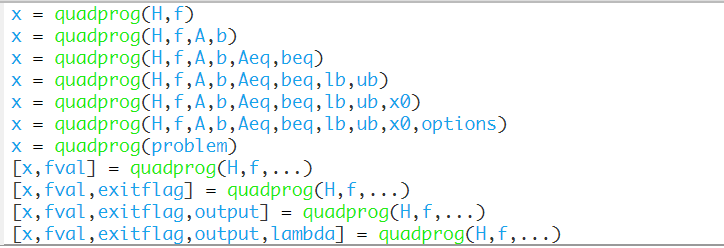 x = quadprog(H,f)
x = quadprog(H,f,A,b)
x = quadprog(H,f,A,b,Aeq,beq)
x = quadprog(H,f,A,b,Aeq,beq,lb,ub)
x = quadprog(H,f,A,b,Aeq,beq,lb,ub,x0)
x = quadprog(H,f,A,b,Aeq,beq,lb,ub,x0,options)
x = quadprog(problem)
[x,fval] = quadprog(H,f,...)
[x,fval,exitflag] = quadprog(H,f,...)
[x,fval,exitflag,output] = quadprog(H,f,...)
[x,fval,exitflag,output,lambda] = quadprog(H,f,...)